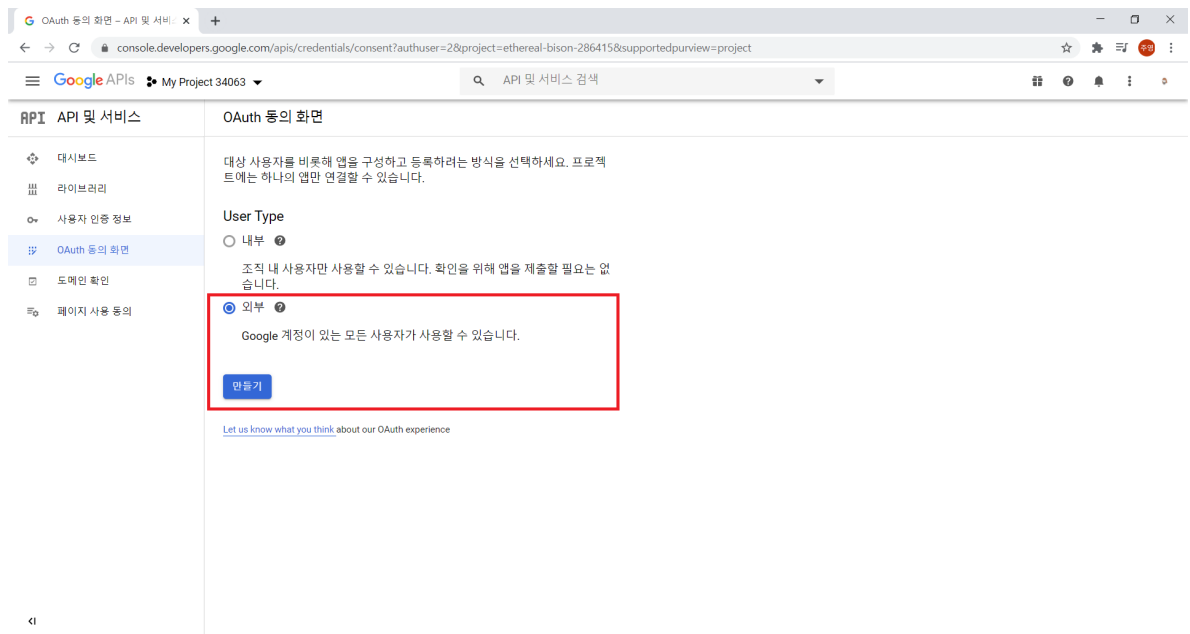 OAuth 동의 화면 – API 및 서비
console.developers.google.com/apis/credentials/consent?authuser=2&project=ethereal-bison-286415&supportedpurview=project
주영
Google APIs
My Project 34063
API 및 서비스 검색
API API 및 서비스
OAuth 동의 화면
대시보드
라이브러리
사용자 인증 정보
OAuth 동의 화면
도메인 확인
페이지 사용 동의
대상 사용자를 비롯해 앱을 구성하고 등록하려는 방식을 선택하세요. 프로젝
트에는 하나의 앱만 연결할 수 있습니다.
User Type
내부
조직 내 사용자만 사용할 수 있습니다. 확인을 위해 앱을 제출할 필요는 없
습니다.
외부
Google 계정이 있는 모든 사용자가 사용할 수 있습니다.
만들기
Let us know what you think about our OAuth experience